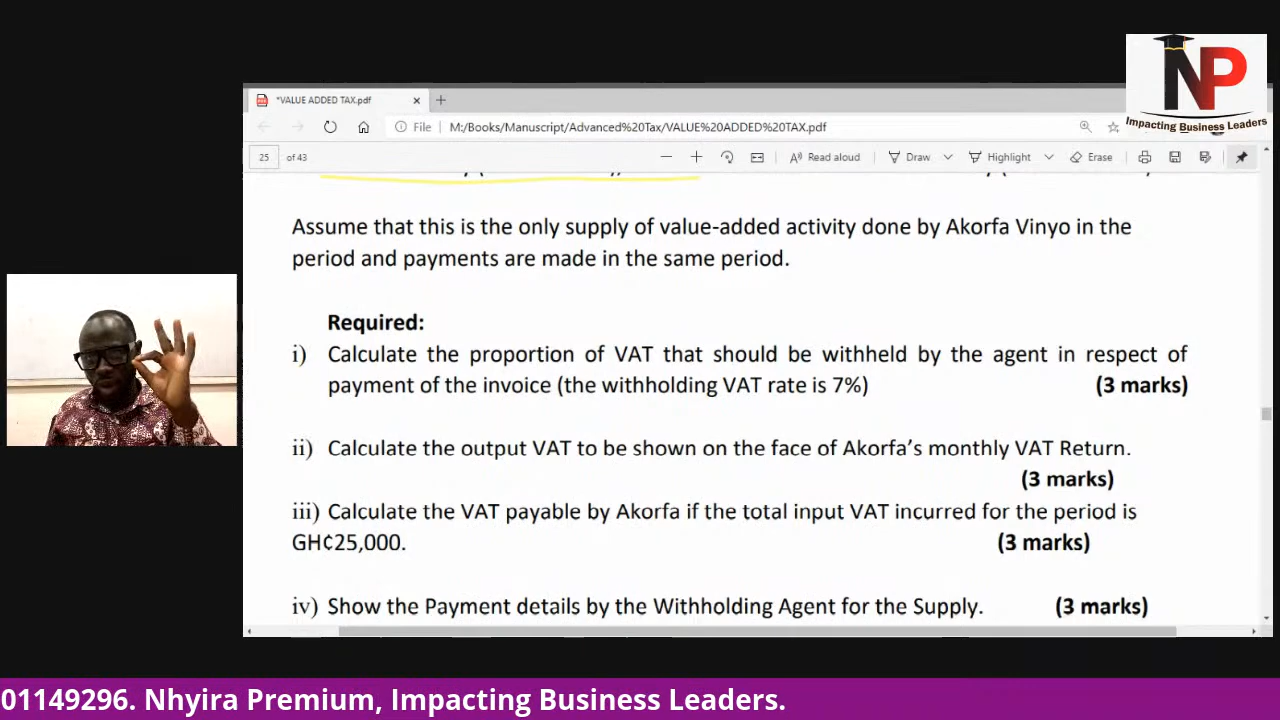 NP
Impacting Business Leaders
*VALUE ADDED TAX.pdf
File M:/Books/Manuscript/Advanced%20Tax/VALUE%20ADDED%20TAX.pdf
25 of 43 Read aloud Draw Highlight Erase
Assume that this is the only supply of value-added activity done by Akorfa Vinyo in the
period and payments are made in the same period.
Required:
i) Calculate the proportion of VAT that should be withheld by the agent in respect of
payment of the invoice (the withholding VAT rate is 7%) (3 marks)
ii) Calculate the output VAT to be shown on the face of Akorfa's monthly VAT Return.
(3 marks)
iii) Calculate the VAT payable by Akorfa if the total input VAT incurred for the period is
GH¢25,000. (3 marks)
iv) Show the Payment details by the Withholding Agent for the Supply. (3 marks)
01149296. Nhyira Premium, Impacting Business Leaders.